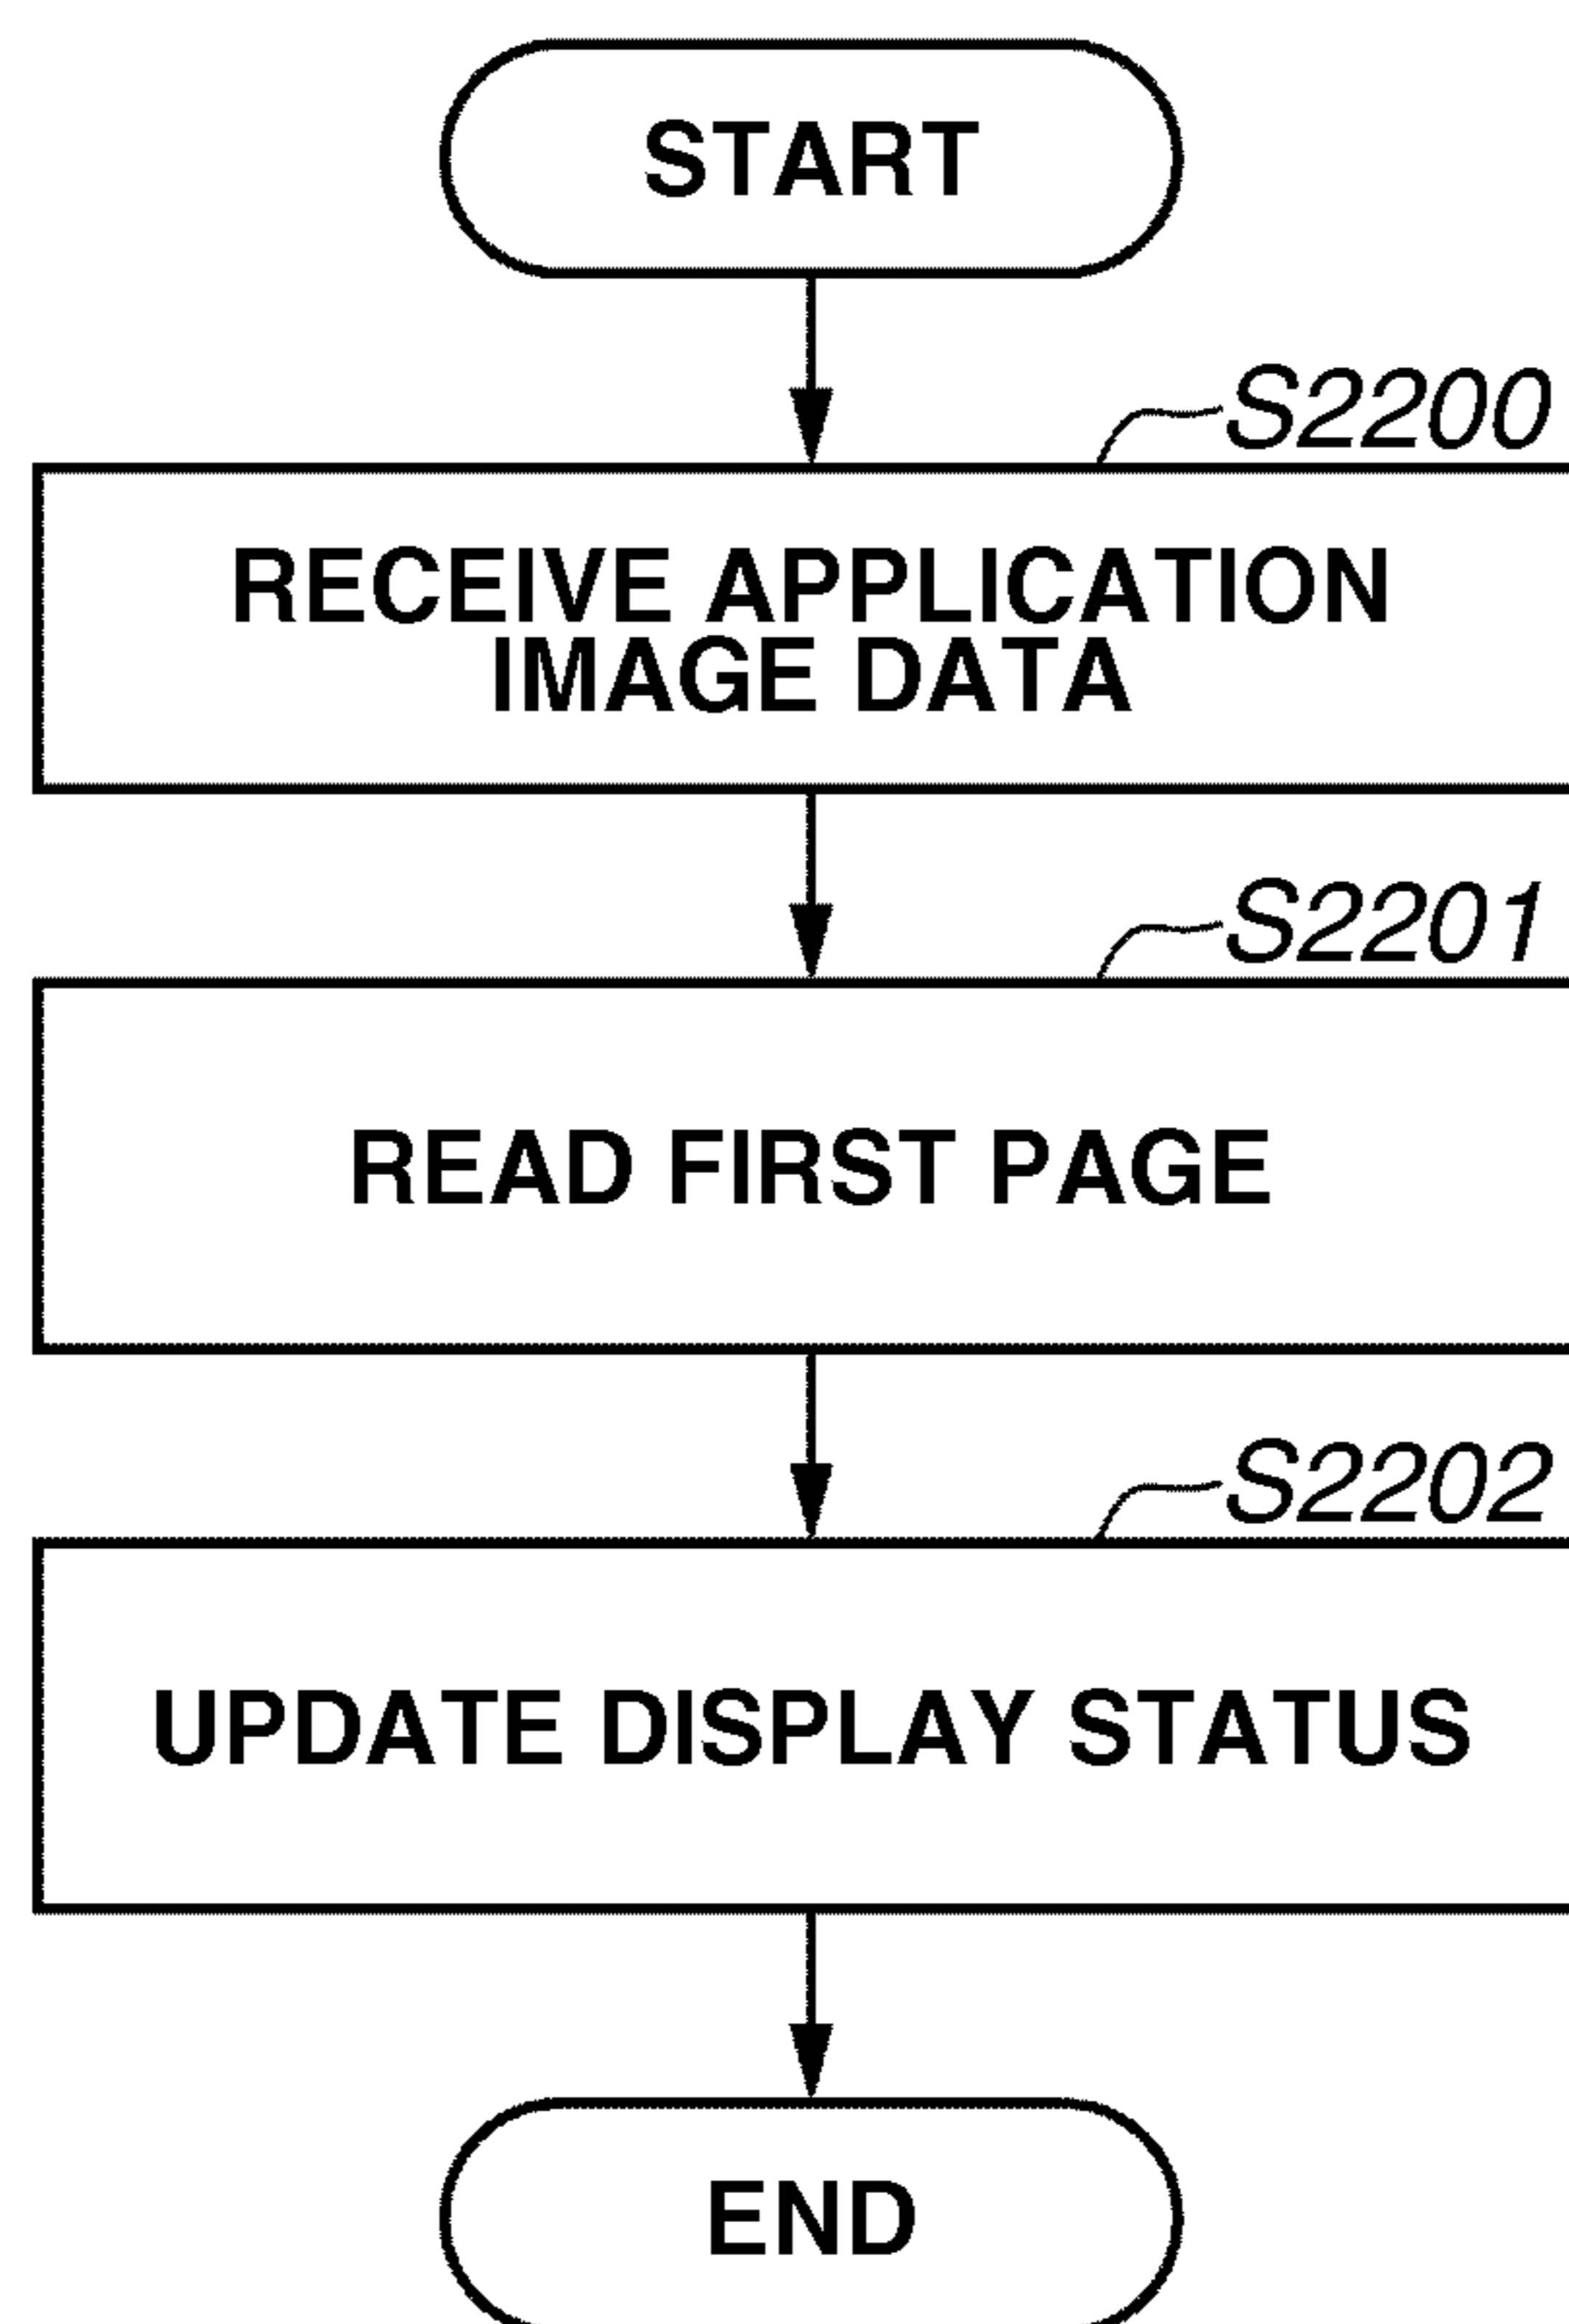 START
S2200
RECEIVE APPLICATION
IMAGE DATA
S2201
READ FIRST PAGE
S2202
UPDATE DISPLAY STATUS
END